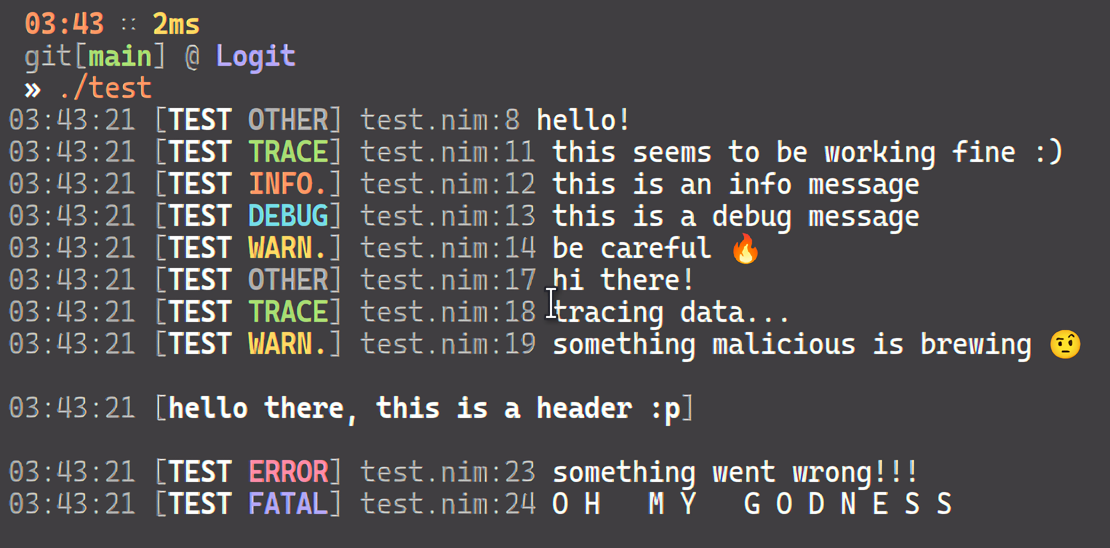 03:43 :: 2ms
git[main] @ Logit
» ./test
03:43:21 [TEST OTHER] test.nim:8 hello!
03:43:21 [TEST TRACE] test.nim:11 this seems to be working fine :)
03:43:21 [TEST INFO.] test.nim:12 this is an info message
03:43:21 [TEST DEBUG] test.nim:13 this is a debug message
03:43:21 [TEST WARN.] test.nim:14 be careful 🔥
03:43:21 [TEST OTHER] test.nim:17 hi there!
03:43:21 [TEST TRACE] test.nim:18 tracing data...
03:43:21 [TEST WARN.] test.nim:19 something malicious is brewing 🤨
03:43:21 [hello there, this is a header :p]
03:43:21 [TEST ERROR] test.nim:23 something went wrong!!!
03:43:21 [TEST FATAL] test.nim:24 O H   M Y   G O D N E S S